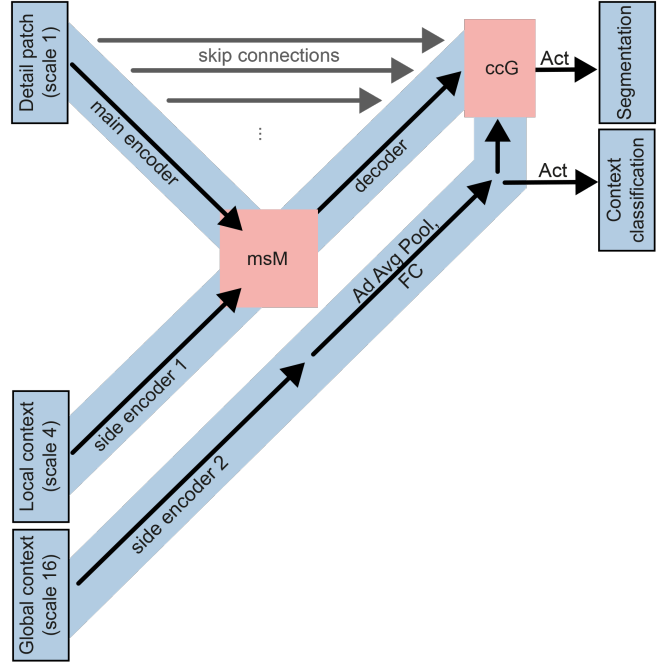 Detail patch
(scale 1)
skip connections
...
main encoder
decoder
ccG
Act
Segmentation
Act
Context
classification
msM
Ad Avg Pool,
FC
side encoder 1
Local context
(scale 4)
side encoder 2
Global context
(scale 16)